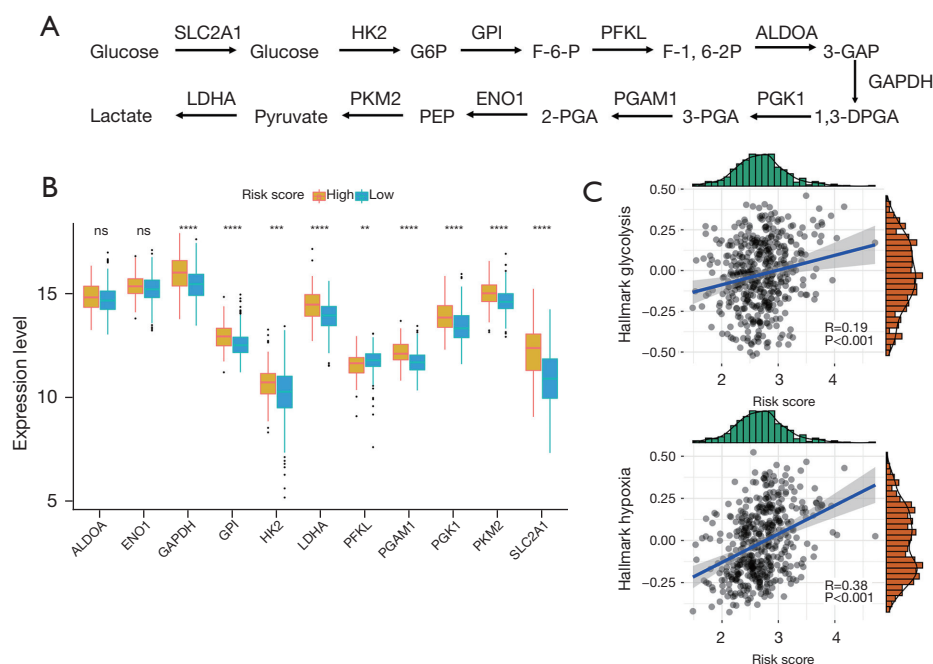 A
SLC2A1 HK2 GPI PFKL ALDOA
Glucose Glucose G6P F-6-P F-1, 6-2P 3-GAP
GAPDH
LDHA PKM2 ENO1 PGAM1 PGK1
Lactate Pyruvate PEP 2-PGA 3-PGA 1,3-DPGA
B
Risk score High Low
ns ns **** **** *** **** ** **** **** **** ****
Expression level
15
10
5
ALDOA ENO1 GAPDH GPI HK2 LDHA PFKL PGAM1 PGK1 PKM2 SLC2A1
C
Hallmark glycolysis
0.50
0.25
0.00
−0.25
−0.50
R=0.19
P<0.001
2 3 4
Risk score
Hallmark hypoxia
0.50
0.25
0.00
−0.25
R=0.38
P<0.001
2 3 4
Risk score